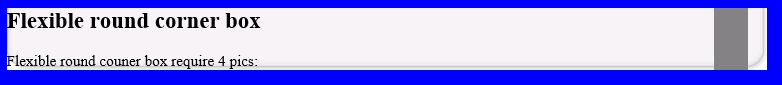 Flexible round corner box
Flexible round couner box require 4 pics: